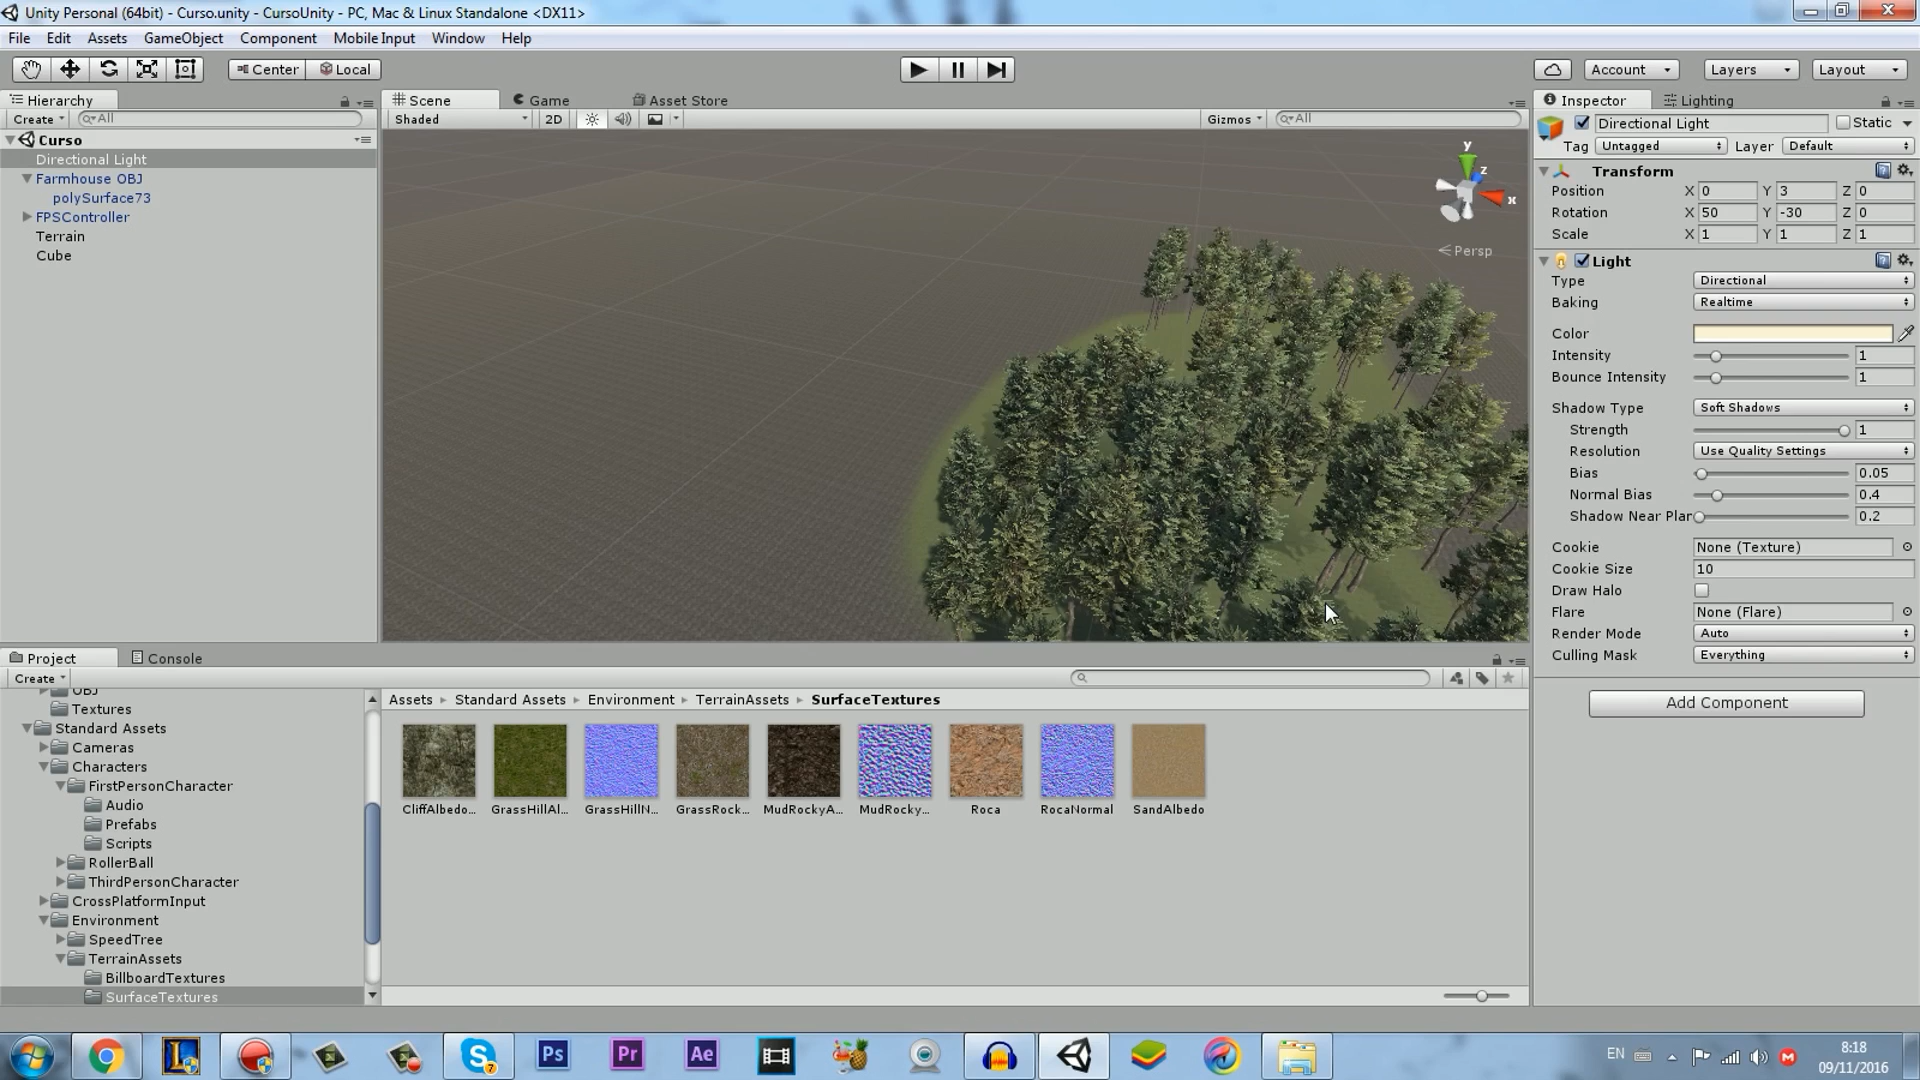 Unity Personal (64bit) - Curso.unity - CursoUnity - PC, Mac & Linux Standalone <DX11>
File Edit Assets GameObject Component Mobile Input Window Help
Center Local
Account Layers Layout
Hierarchy
Create All
Curso
Directional Light
Farmhouse OBJ
polySurface73
FPSController
Terrain
Cube
Scene Game Asset Store
Shaded 2D Gizmos All
y
z
x
Persp
Inspector Lighting
Directional Light Static
Tag Untagged Layer Default
Transform
Position X 0 Y 3 Z 0
Rotation X 50 Y -30 Z 0
Scale X 1 Y 1 Z 1
Light
Type Directional
Baking Realtime
Color
Intensity 1
Bounce Intensity 1
Shadow Type Soft Shadows
Strength 1
Resolution Use Quality Settings
Bias 0.05
Normal Bias 0.4
Shadow Near Plar 0.2
Cookie None (Texture)
Cookie Size 10
Draw Halo
Flare None (Flare)
Render Mode Auto
Culling Mask Everything
Add Component
Project Console
Create
OBJ
Textures
Standard Assets
Cameras
Characters
FirstPersonCharacter
Audio
Prefabs
Scripts
RollerBall
ThirdPersonCharacter
CrossPlatformInput
Environment
SpeedTree
TerrainAssets
BillboardTextures
SurfaceTextures
Assets Standard Assets Environment TerrainAssets SurfaceTextures
CliffAlbedo... GrassHillAl... GrassHillN... GrassRock... MudRockyA... MudRocky... Roca RocaNormal SandAlbedo
S 7 Ps Pr Ae
EN
8:18
09/11/2016